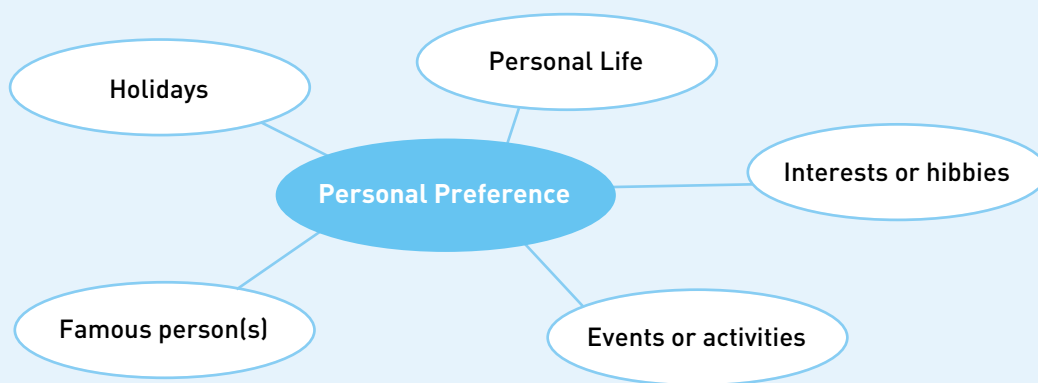 Personal Life
Holidays
Interests or hibbies
Personal Preference
Famous person(s)
Events or activities